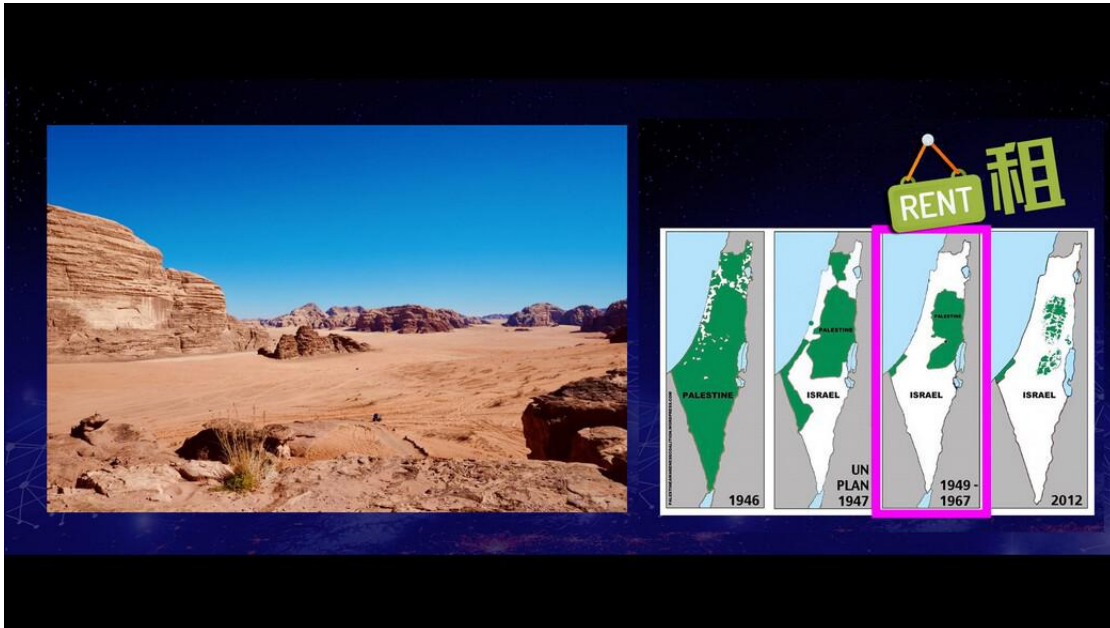 RENT 租
PALESTINE
1946
PALESTINE
ISRAEL
UN
PLAN
1947
PALESTINE
ISRAEL
1949 -
1967
ISRAEL
2012